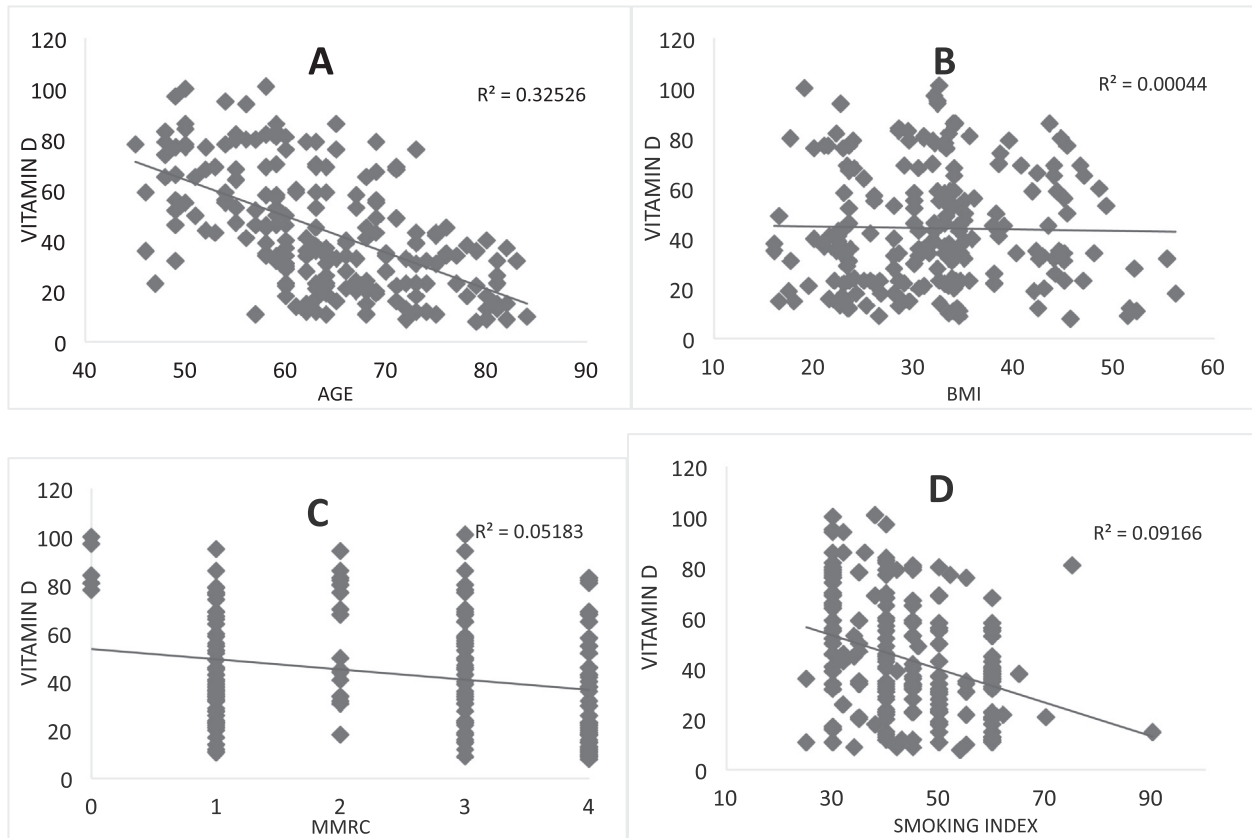 A
R² = 0.32526
VITAMIN D
120
100
80
60
40
20
0
40 50 60 70 80 90
AGE
B
R² = 0.00044
VITAMIN D
120
100
80
60
40
20
0
10 20 30 40 50 60
BMI
C
R² = 0.05183
VITAMIN D
120
100
80
60
40
20
0
0 1 2 3 4
MMRC
D
R² = 0.09166
VITAMIN D
120
100
80
60
40
20
0
10 30 50 70 90
SMOKING INDEX